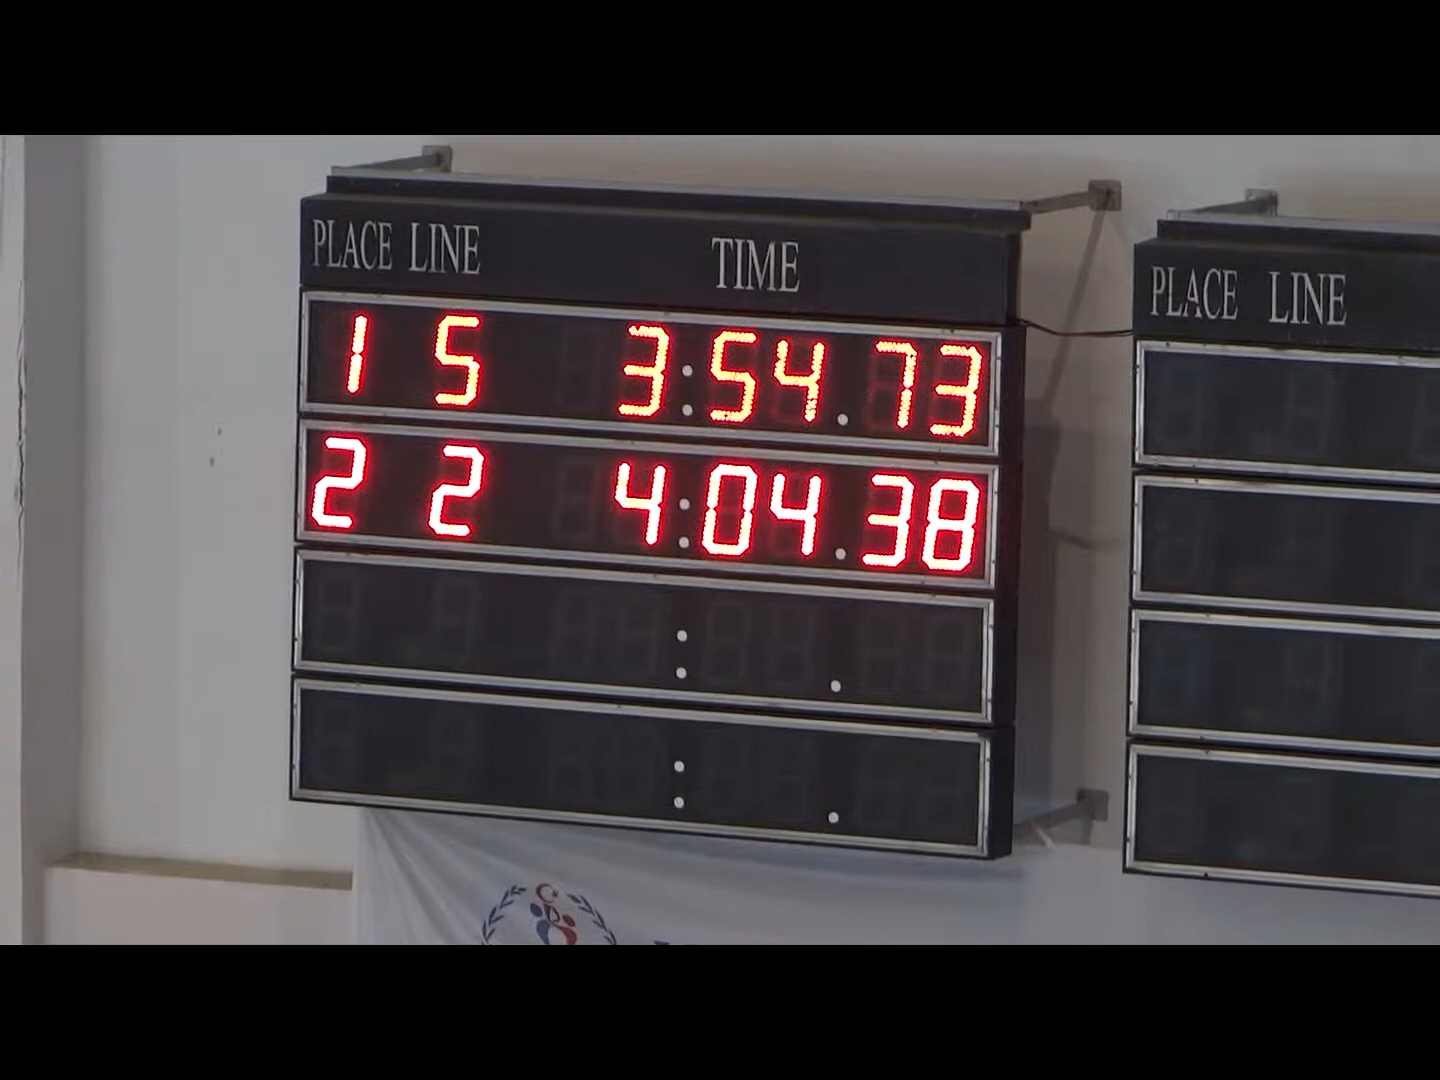 PLACE LINE TIME
1 5 3:54.73
2 2 4:04.38
: .
: .
PLACE LINE